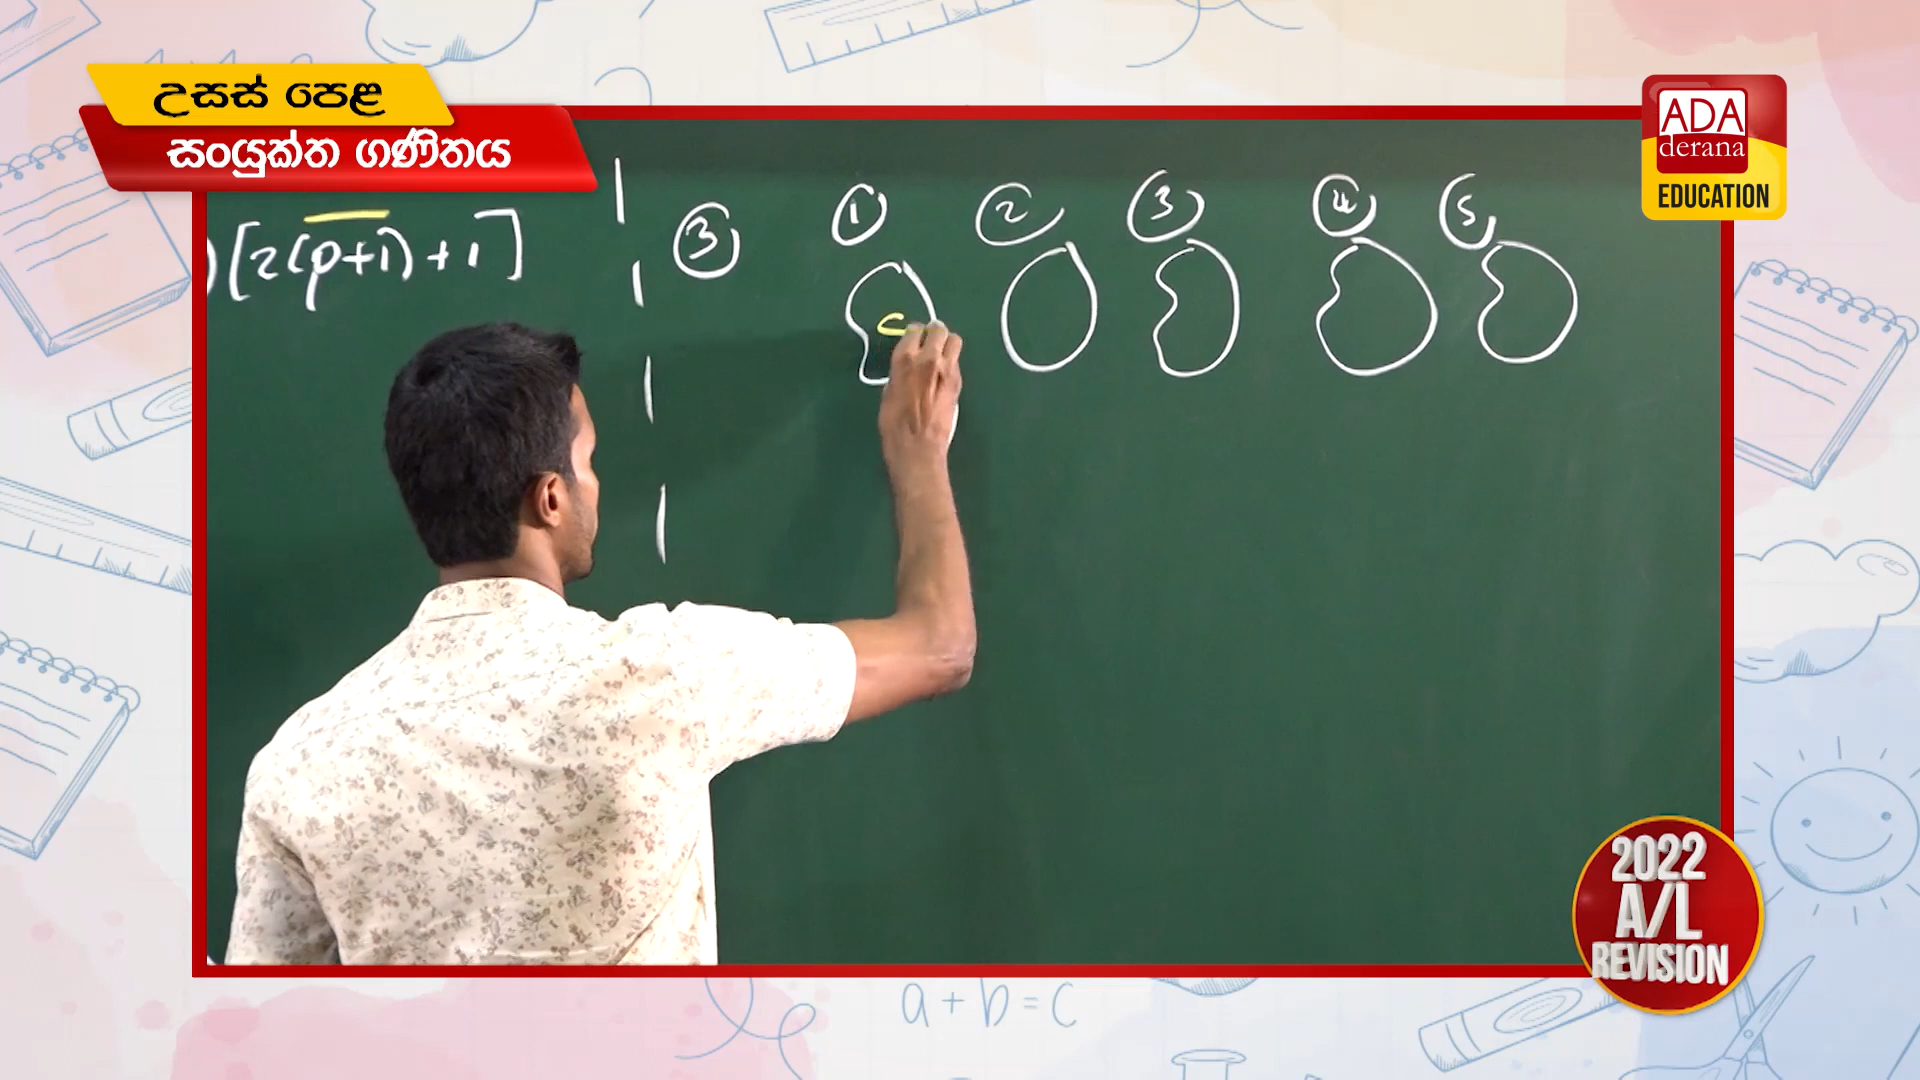 උසස් පෙළ
සංයුක්ත ගණිතය
ADA
derana
EDUCATION
)[2(p+1)+1]
3
1 2 3 4 5
c
2022
A/L
REVISION
a+b=c